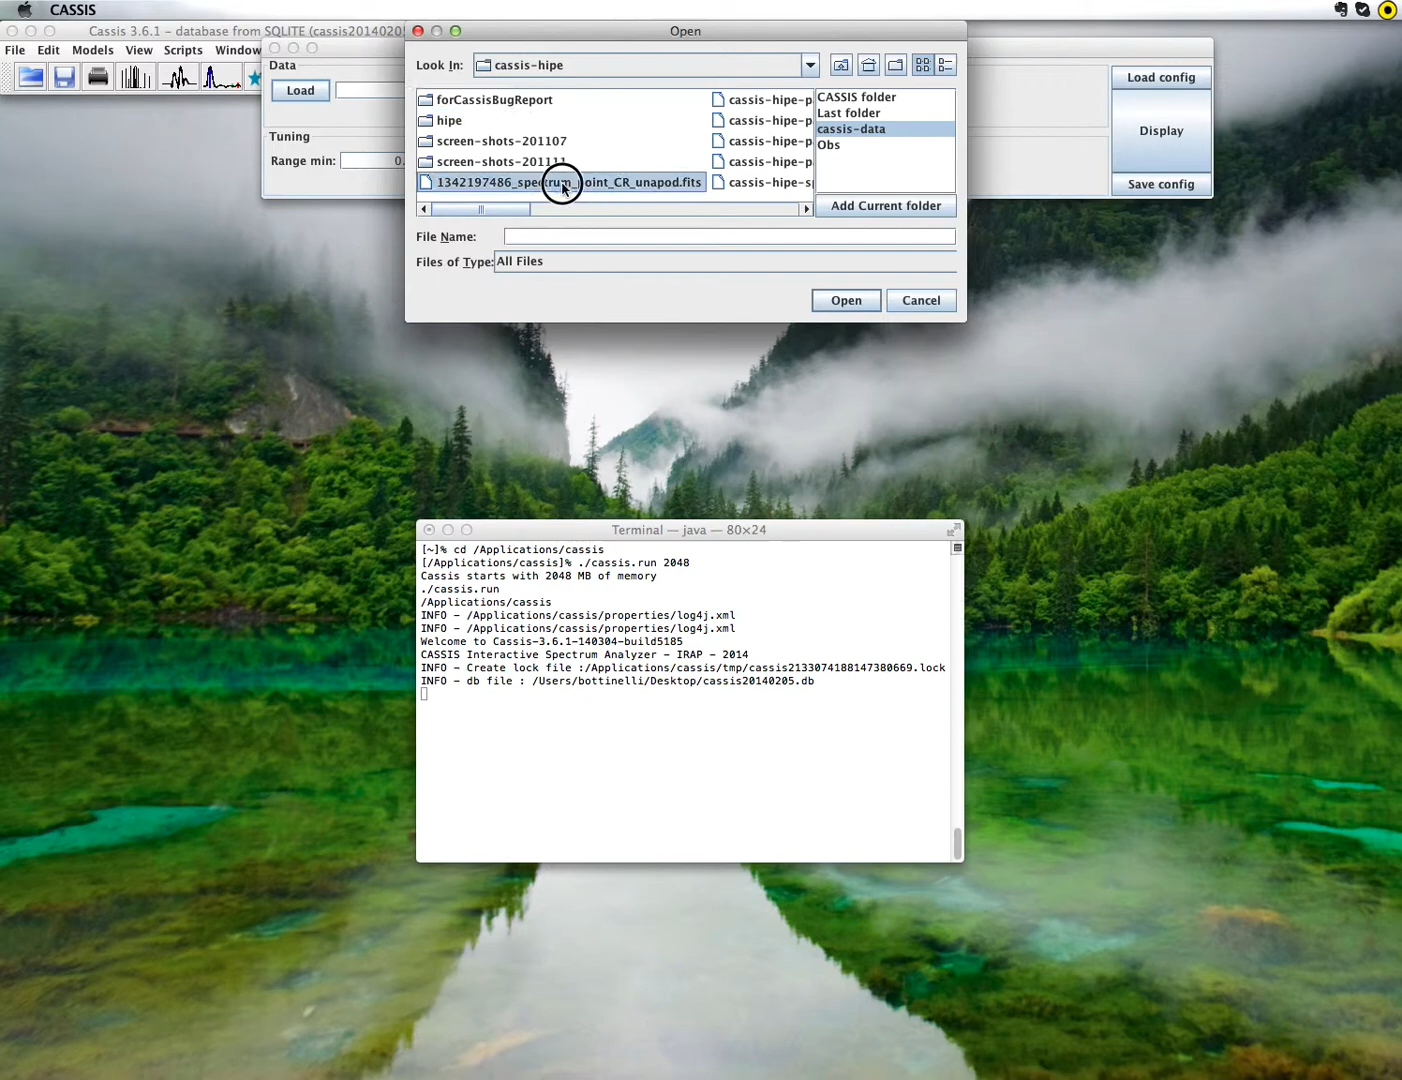 CASSIS
Cassis 3.6.1 - database from SQLITE (cassis20140205
File Edit Models View Scripts Window
Data
Load
Tuning
Range min: 0.
Load config
Display
Save config
Open
Look In: cassis-hipe
forCassisBugReport
hipe
screen-shots-201107
screen-shots-201111
1342197486_spectrum_point_CR_unapod.fits
cassis-hipe-p
cassis-hipe-p
cassis-hipe-p
cassis-hipe-p
cassis-hipe-s
CASSIS folder
Last folder
cassis-data
Obs
Add Current folder
File Name:
Files of Type: All Files
Open Cancel
Terminal — java — 80×24
[~]% cd /Applications/cassis
[/Applications/cassis]% ./cassis.run 2048
Cassis starts with 2048 MB of memory
./cassis.run
/Applications/cassis
INFO - /Applications/cassis/properties/log4j.xml
INFO - /Applications/cassis/properties/log4j.xml
Welcome to Cassis-3.6.1-140304-build5185
CASSIS Interactive Spectrum Analyzer - IRAP - 2014
INFO - Create lock file :/Applications/cassis/tmp/cassis2133074188147380669.lock
INFO - db file : /Users/bottinelli/Desktop/cassis20140205.db